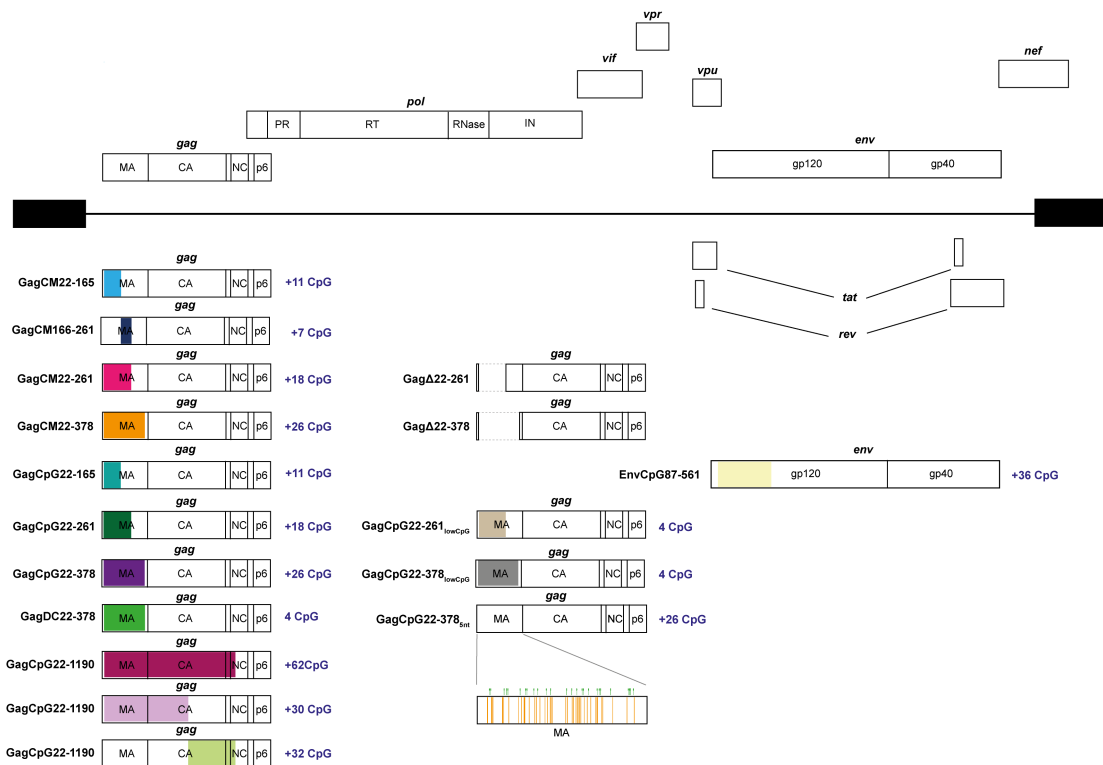 vpr
vif
nef
vpu
pol
PR RT RNase IN
gag
env
MA CA NC p6
gp120 gp40
gag
GagCM22-165 MA CA NC p6 +11 CpG
gag
GagCM166-261 MA CA NC p6 +7 CpG
tat
rev
gag
GagCM22-261 MA CA NC p6 +18 CpG
gag
GagΔ22-261 CA NC p6
gag
GagCM22-378 MA CA NC p6 +26 CpG
gag
GagΔ22-378 CA NC p6
gag
GagCpG22-165 MA CA NC p6 +11 CpG
env
EnvCpG87-561 gp120 gp40 +36 CpG
gag
GagCpG22-261 MA CA NC p6 +18 CpG
gag
GagCpG22-261lowCpG MA CA NC p6 4 CpG
gag
GagCpG22-378 MA CA NC p6 +26 CpG
gag
GagCpG22-378lowCpG MA CA NC p6 4 CpG
gag
GagDC22-378 MA CA NC p6 4 CpG
gag
GagCpG22-3785nt MA CA NC p6 +26 CpG
MA
gag
GagCpG22-1190 MA CA NC p6 +62CpG
gag
GagCpG22-1190 MA CA NC p6 +30 CpG
gag
GagCpG22-1190 MA CA NC p6 +32 CpG